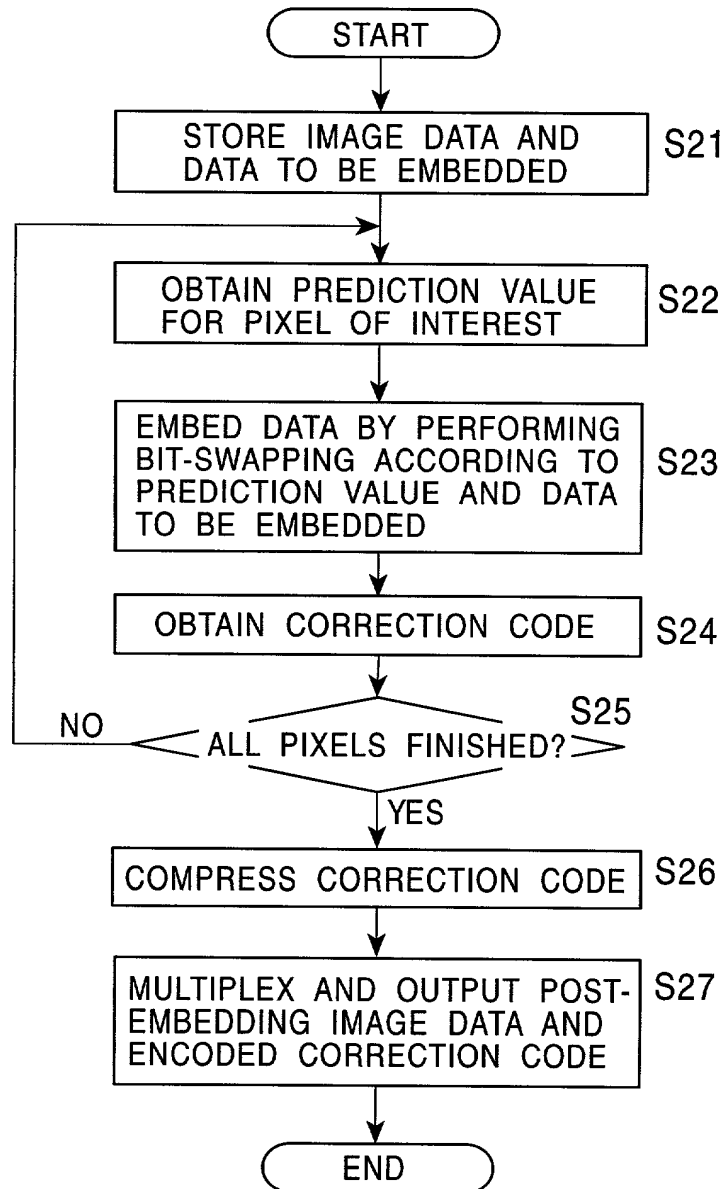 START
STORE IMAGE DATA AND
DATA TO BE EMBEDDED
S21
OBTAIN PREDICTION VALUE
FOR PIXEL OF INTEREST
S22
EMBED DATA BY PERFORMING
BIT-SWAPPING ACCORDING TO
PREDICTION VALUE AND DATA
TO BE EMBEDDED
S23
OBTAIN CORRECTION CODE
S24
S25
NO
ALL PIXELS FINISHED?
YES
COMPRESS CORRECTION CODE
S26
MULTIPLEX AND OUTPUT POST-
EMBEDDING IMAGE DATA AND
ENCODED CORRECTION CODE
S27
END